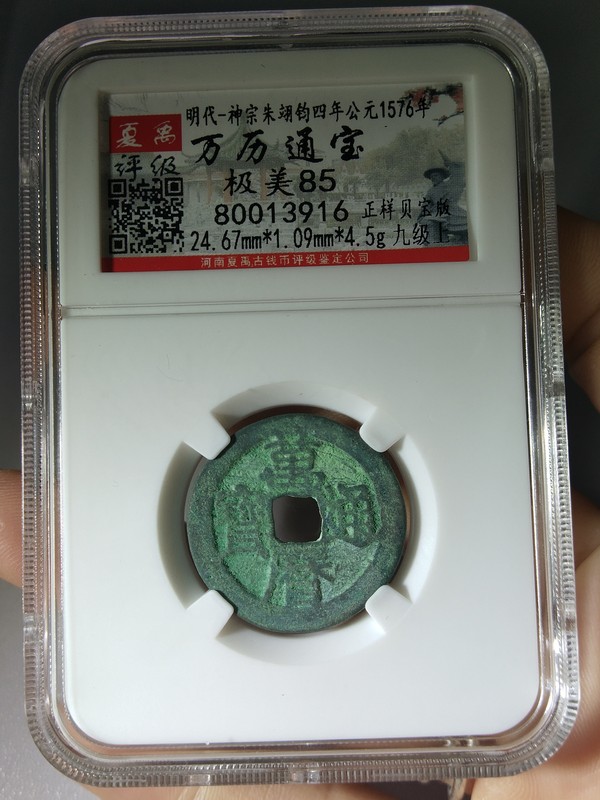 明代-神宗朱翊钧四年公元1576年
夏禹
评级
万历通宝
极美85
80013916 正样贝宝版
24.67mm*1.09mm*4.5g 九级上
河南夏禹古钱币评级鉴定公司
萬曆通寶